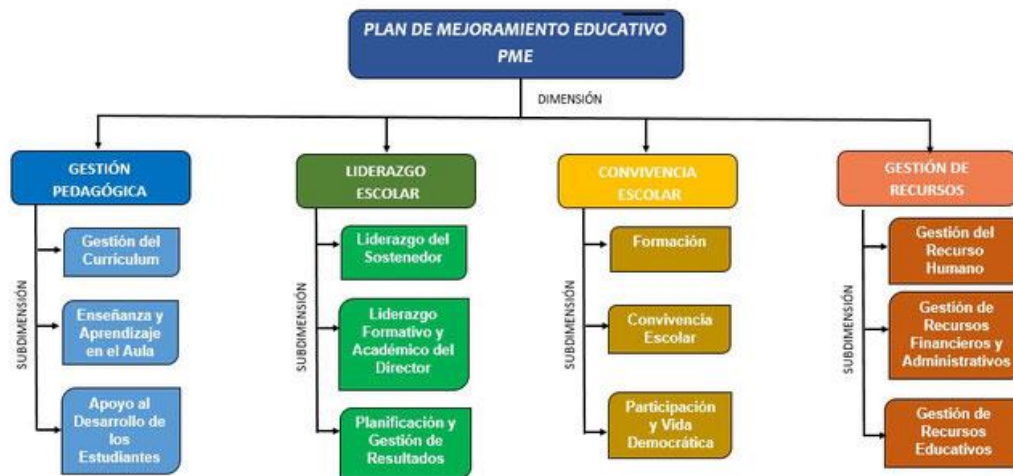 PLAN DE MEJORAMIENTO EDUCATIVO
PME
DIMENSIÓN
GESTIÓN
PEDAGÓGICA
LIDERAZGO
ESCOLAR
CONVIVENCIA
ESCOLAR
GESTIÓN DE
RECURSOS
SUBDIMENSIÓN
Gestión del
Curriculum
Enseñanza y
Aprendizaje
en el Aula
Apoyo al
Desarrollo de
los
Estudiantes
SUBDIMENSIÓN
Liderazgo del
Sostenedor
Liderazgo
Formativo y
Académico del
Director
Planificación y
Gestión de
Resultados
SUBDIMENSIÓN
Formación
Convivencia
Escolar
Participación
y Vida
Democrática
SUBDIMENSIÓN
Gestión del
Recurso
Humano
Gestión de
Recursos
Financieros y
Administrativos
Gestión de
Recursos
Educativos